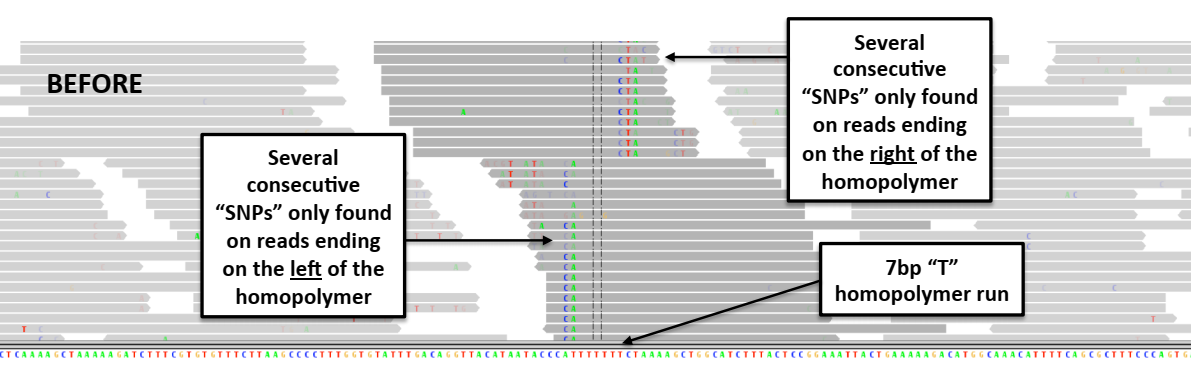 BEFORE
Several
consecutive
“SNPs” only found
on reads ending
on the left of the
homopolymer
Several
consecutive
“SNPs” only found
on reads ending
on the right of the
homopolymer
7bp “T”
homopolymer run
CTCAAAAGCTAAAAAGATCTTTCGTGTGTTTCTTAAGCCCCTTTGGTGTATTTGACAGGTTACATAATACCCATTTTTTTCTAAAAGCTGGCATCTTTACTCCGGAAATTACTGAAAAAGACATGGCAAACATTTTCAGCGCTTTCCCAGTG